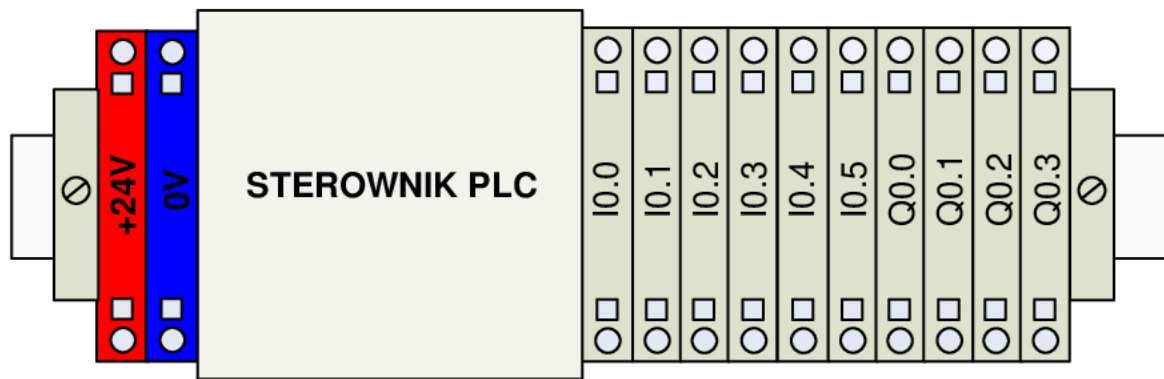 +24V
0V
STEROWNIK PLC
I0.0
I0.1
I0.2
I0.3
I0.4
I0.5
Q0.0
Q0.1
Q0.2
Q0.3